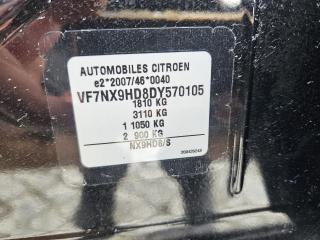 AUTOMOBILES CITROEN
e2*2007/46*0040
VF7NX9HD8DY570105
1810 KG
3110 KG
1 1050 KG
2 900 KG
NX9HD8/S